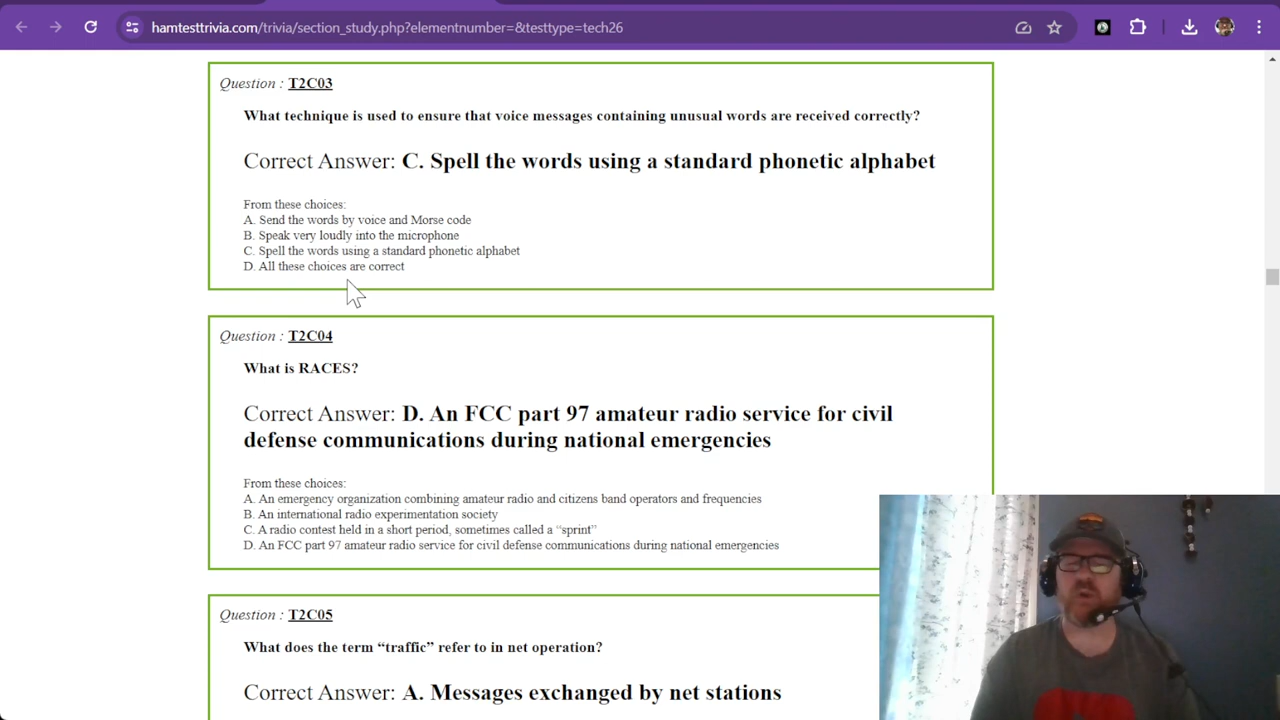 hamtesttrivia.com/trivia/section_study.php?elementnumber=&testtype=tech26
Question : T2C03
What technique is used to ensure that voice messages containing unusual words are received correctly?
Correct Answer: C. Spell the words using a standard phonetic alphabet
From these choices:
A. Send the words by voice and Morse code
B. Speak very loudly into the microphone
C. Spell the words using a standard phonetic alphabet
D. All these choices are correct
Question : T2C04
What is RACES?
Correct Answer: D. An FCC part 97 amateur radio service for civil
defense communications during national emergencies
From these choices:
A. An emergency organization combining amateur radio and citizens band operators and frequencies
B. An international radio experimentation society
C. A radio contest held in a short period, sometimes called a “sprint”
D. An FCC part 97 amateur radio service for civil defense communications during national emergencies
Question : T2C05
What does the term “traffic” refer to in net operation?
Correct Answer: A. Messages exchanged by net stations